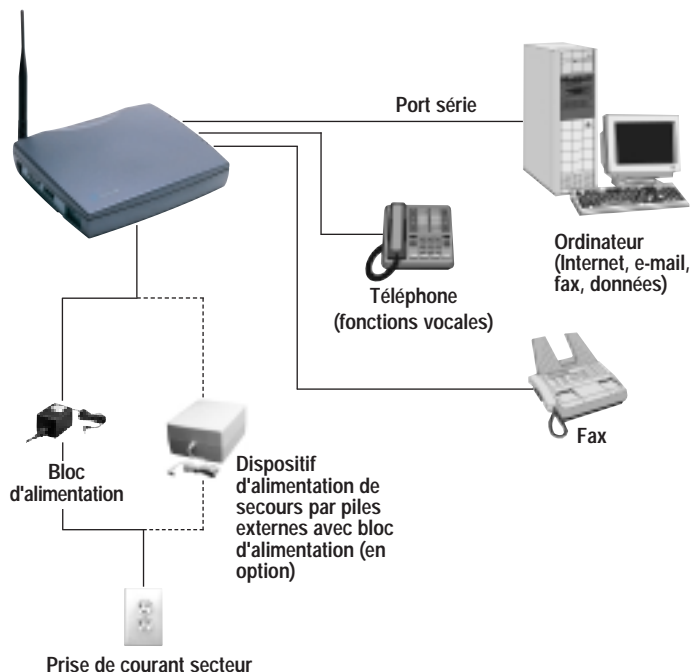 Port série
Ordinateur
(Internet, e-mail,
fax, données)
Téléphone
(fonctions vocales)
Fax
Bloc
d'alimentation
Dispositif
d'alimentation de
secours par piles
externes avec bloc
d'alimentation (en
option)
Prise de courant secteur